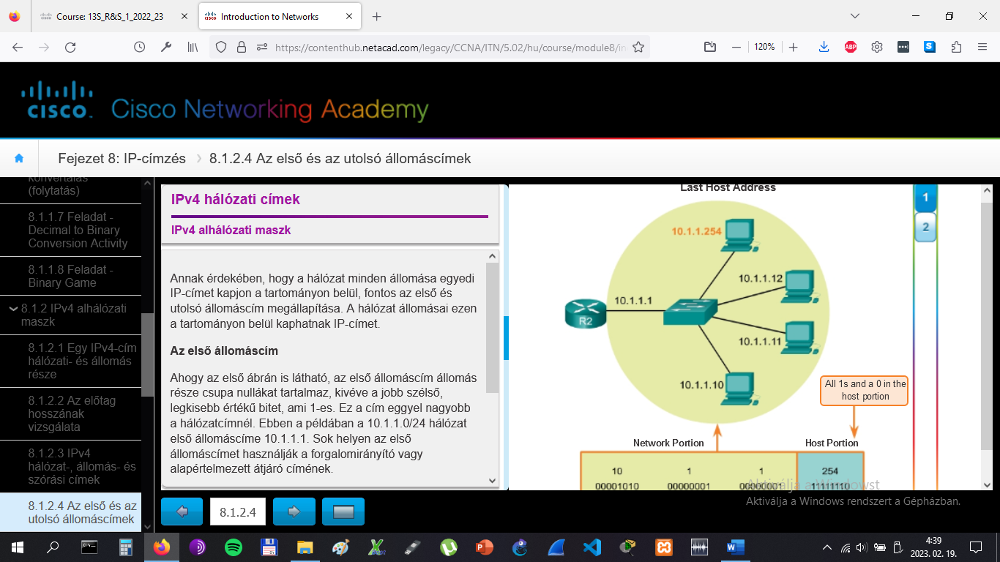 Course: 13S_R&S_1_2022_23
Introduction to Networks
https://contenthub.netacad.com/legacy/CCNA/ITN/5.02/hu/course/module8/in
120%
ABP
S
CISCO
Cisco Networking Academy
Fejezet 8: IP-címzés
8.1.2.4 Az első és az utolsó állomáscímek
konvertálás
(folytatás)
8.1.1.7 Feladat -
Decimal to Binary
Conversion Activity
8.1.1.8 Feladat -
Binary Game
8.1.2 IPv4 alhálózati
maszk
8.1.2.1 Egy IPv4-cím
hálózati- és állomás
része
8.1.2.2 Az előtag
hosszának
vizsgálata
8.1.2.3 IPv4
hálózat-, állomás- és
szórási címek
8.1.2.4 Az első és az
utolsó állomáscímek
IPv4 hálózati címek
IPv4 alhálózati maszk
Annak érdekében, hogy a hálózat minden állomása egyedi
IP-címet kapjon a tartományon belül, fontos az első és
utolsó állomáscím megállapítása. A hálózat állomásai ezen
a tartományon belül kaphatnak IP-címet.
Az első állomáscím
Ahogy az első ábrán is látható, az első állomáscím állomás
része csupa nullákat tartalmaz, kivéve a jobb szélső,
legkisebb értékű bitet, ami 1-es. Ez a cím eggyel nagyobb
a hálózatcímnél. Ebben a példában a 10.1.1.0/24 hálózat
első állomáscíme 10.1.1.1. Sok helyen az első
állomáscímet használják a forgalomirányító vagy
alapértelmezett átjáró címének.
8.1.2.4
Last Host Address
10.1.1.254
10.1.1.12
10.1.1.1
R2
10.1.1.11
10.1.1.10
All 1s and a 0 in the
host portion
Network Portion
Host Portion
10 1 1 254
00001010 00000001 00000001 11111110
1
2
Aktiválja a Windowst
Aktiválja a Windows rendszert a Gépházban.
4:39
2023. 02. 19.